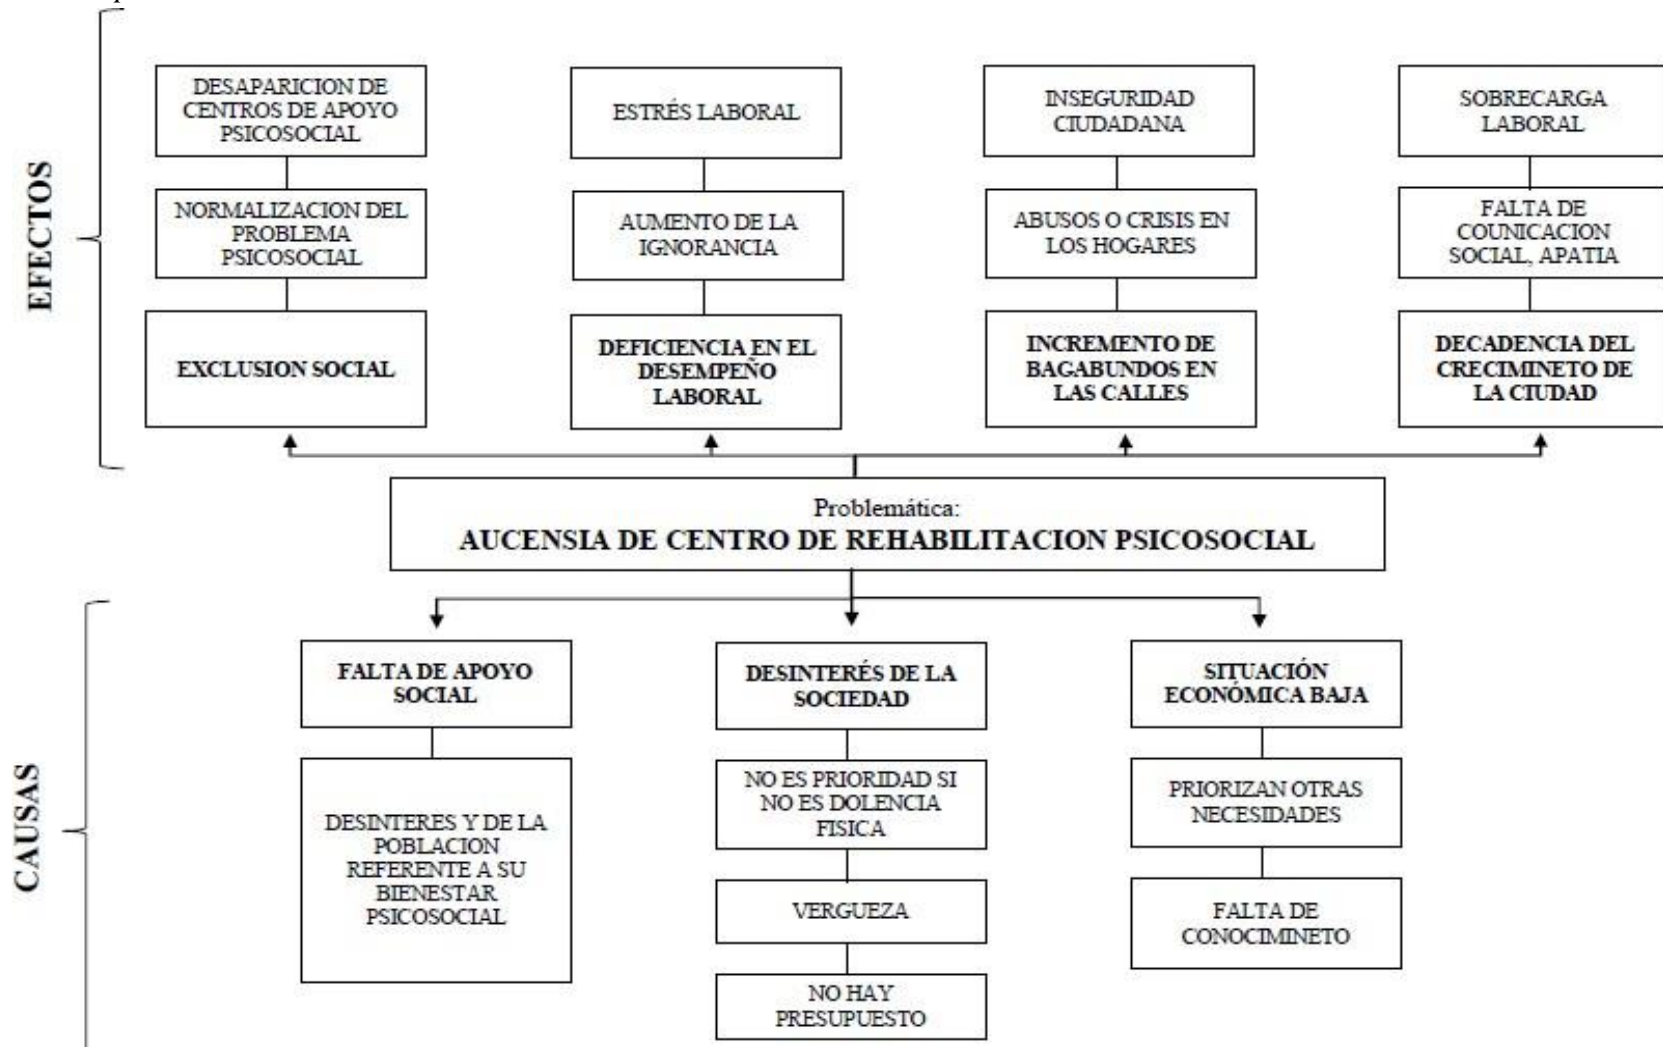 EFECTOS
DESAPARICION DE
CENTROS DE APOYO
PSICOSOCIAL
ESTRÉS LABORAL
INSEGURIDAD
CIUDADANA
SOBRECARGA
LABORAL
NORMALIZACION DEL
PROBLEMA
PSICOSOCIAL
AUMENTO DE LA
IGNORANCIA
ABUSOS O CRISIS EN
LOS HOGARES
FALTA DE
COUNICACION
SOCIAL, APATIA
EXCLUSION SOCIAL
DEFICIENCIA EN EL
DESEMPEÑO
LABORAL
INCREMENTO DE
BAGABUNDOS EN
LAS CALLES
DECADENCIA DEL
CRECIMINETO DE
LA CIUDAD
Problemática:
AUCENSIA DE CENTRO DE REHABILITACION PSICOSOCIAL
CAUSAS
FALTA DE APOYO
SOCIAL
DESINTERÉS DE LA
SOCIEDAD
SITUACIÓN
ECONÓMICA BAJA
DESINTERES Y DE LA
POBLACION
REFERENTE A SU
BIENESTAR
PSICOSOCIAL
NO ES PRIORIDAD SI
NO ES DOLENCIA
FISICA
PRIORIZAN OTRAS
NECESIDADES
VERGUEZA
FALTA DE
CONOCIMINETO
NO HAY
PRESUPUESTO